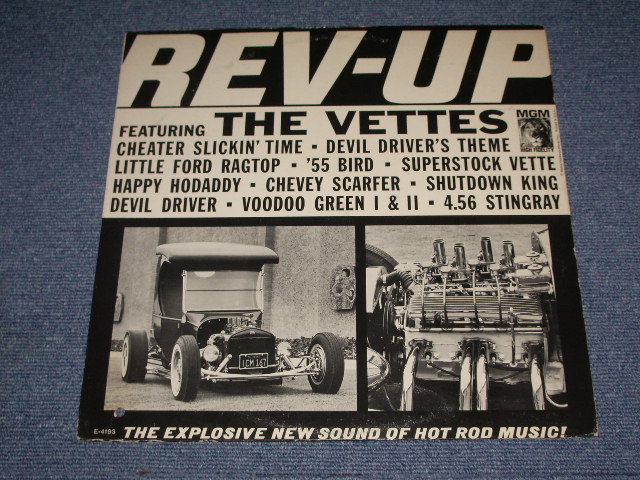 REV-UP
FEATURING THE VETTES
MGM
HIGH FIDELITY
CHEATER SLICKIN' TIME ▪ DEVIL DRIVER'S THEME
LITTLE FORD RAGTOP ▪ '55 BIRD ▪ SUPERSTOCK VETTE
HAPPY HODADDY ▪ CHEVEY SCARFER ▪ SHUTDOWN KING
DEVIL DRIVER ▪ VOODOO GREEN I & II ▪ 4.56 STINGRAY
E-4193
THE EXPLOSIVE NEW SOUND OF HOT ROD MUSIC!